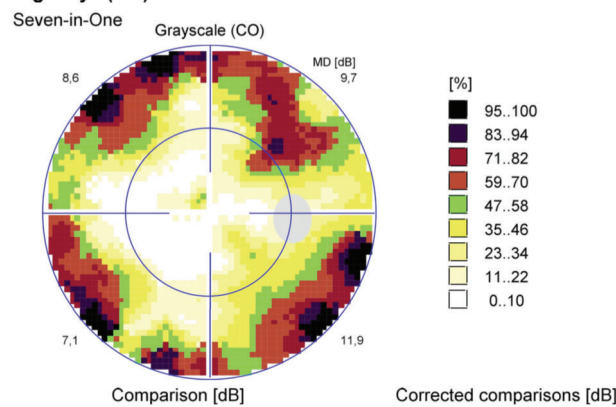 Seven-in-One
Grayscale (CO)
MD [dB]
8,6
9,7
[%]
95..100
83..94
71..82
59..70
47..58
35..46
23..34
11..22
0..10
7,1
11,9
Comparison [dB]
Corrected comparisons [dB]